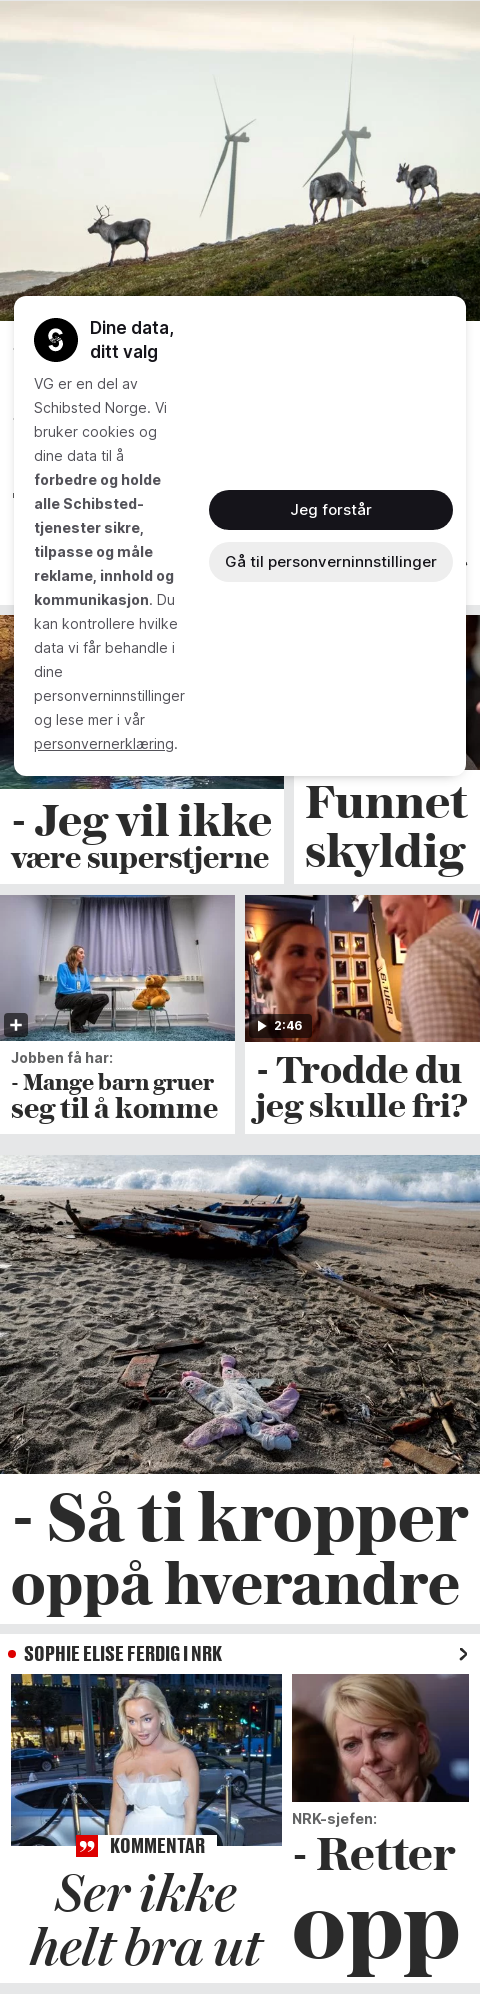 Dine data,
ditt valg
VG er en del av
Schibsted Norge. Vi
bruker cookies og
dine data til å
forbedre og holde
alle Schibsted-
tjenester sikre,
tilpasse og måle
reklame, innhold og
kommunikasjon. Du
kan kontrollere hvilke
data vi får behandle i
dine
personverninnstillinger
og lese mer i vår
personvernerklæring.
Jeg forstår
Gå til personverninnstillinger
- Jeg vil ikke
være superstjerne
Funnet
skyldig
Jobben få har:
- Mange barn gruer
seg til å komme
2:46
- Trodde du
jeg skulle fri?
- Så ti kropper
oppå hverandre
SOPHIE ELISE FERDIG I NRK
KOMMENTAR
Ser ikke
helt bra ut
NRK-sjefen:
- Retter
opp